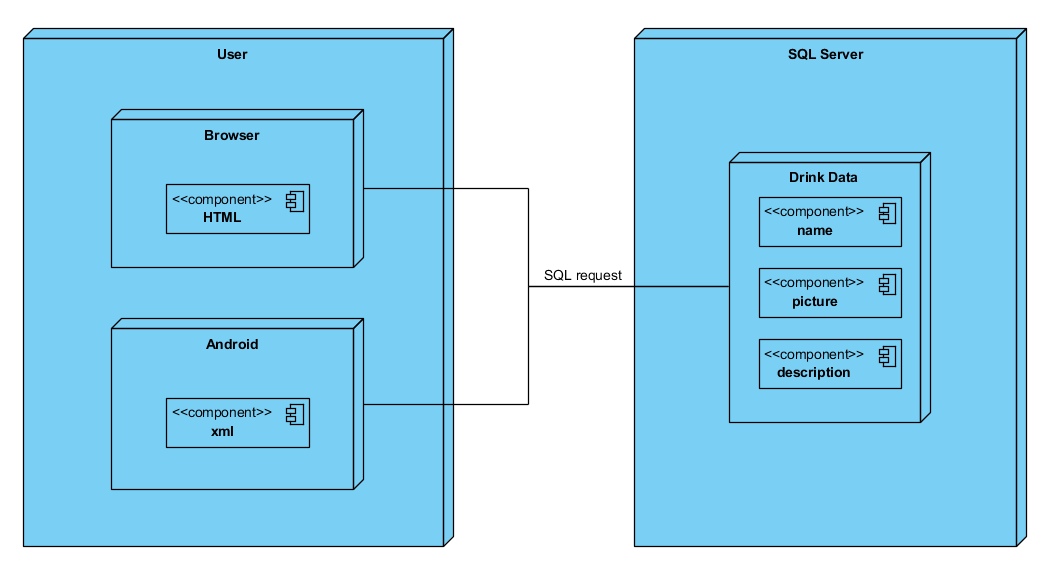 User
Browser
<<component>>
HTML
Android
<<component>>
xml
SQL request
SQL Server
Drink Data
<<component>>
name
<<component>>
picture
<<component>>
description